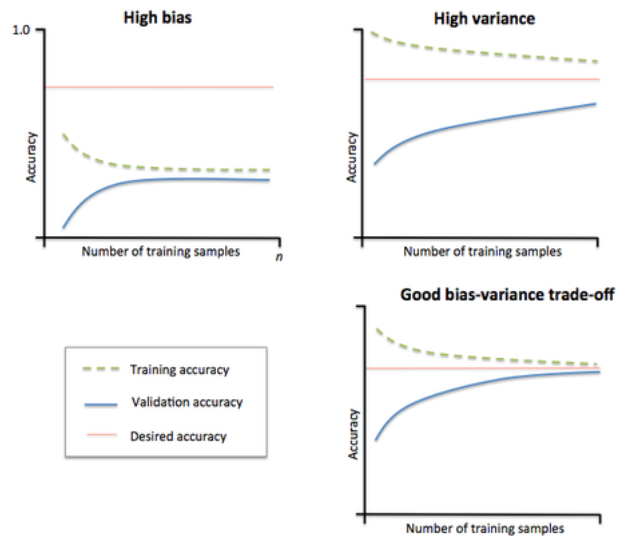 High bias
1.0
Accuracy
Number of training samples
n
High variance
Accuracy
Number of training samples
Good bias-variance trade-off
Accuracy
Number of training samples
Training accuracy
Validation accuracy
Desired accuracy